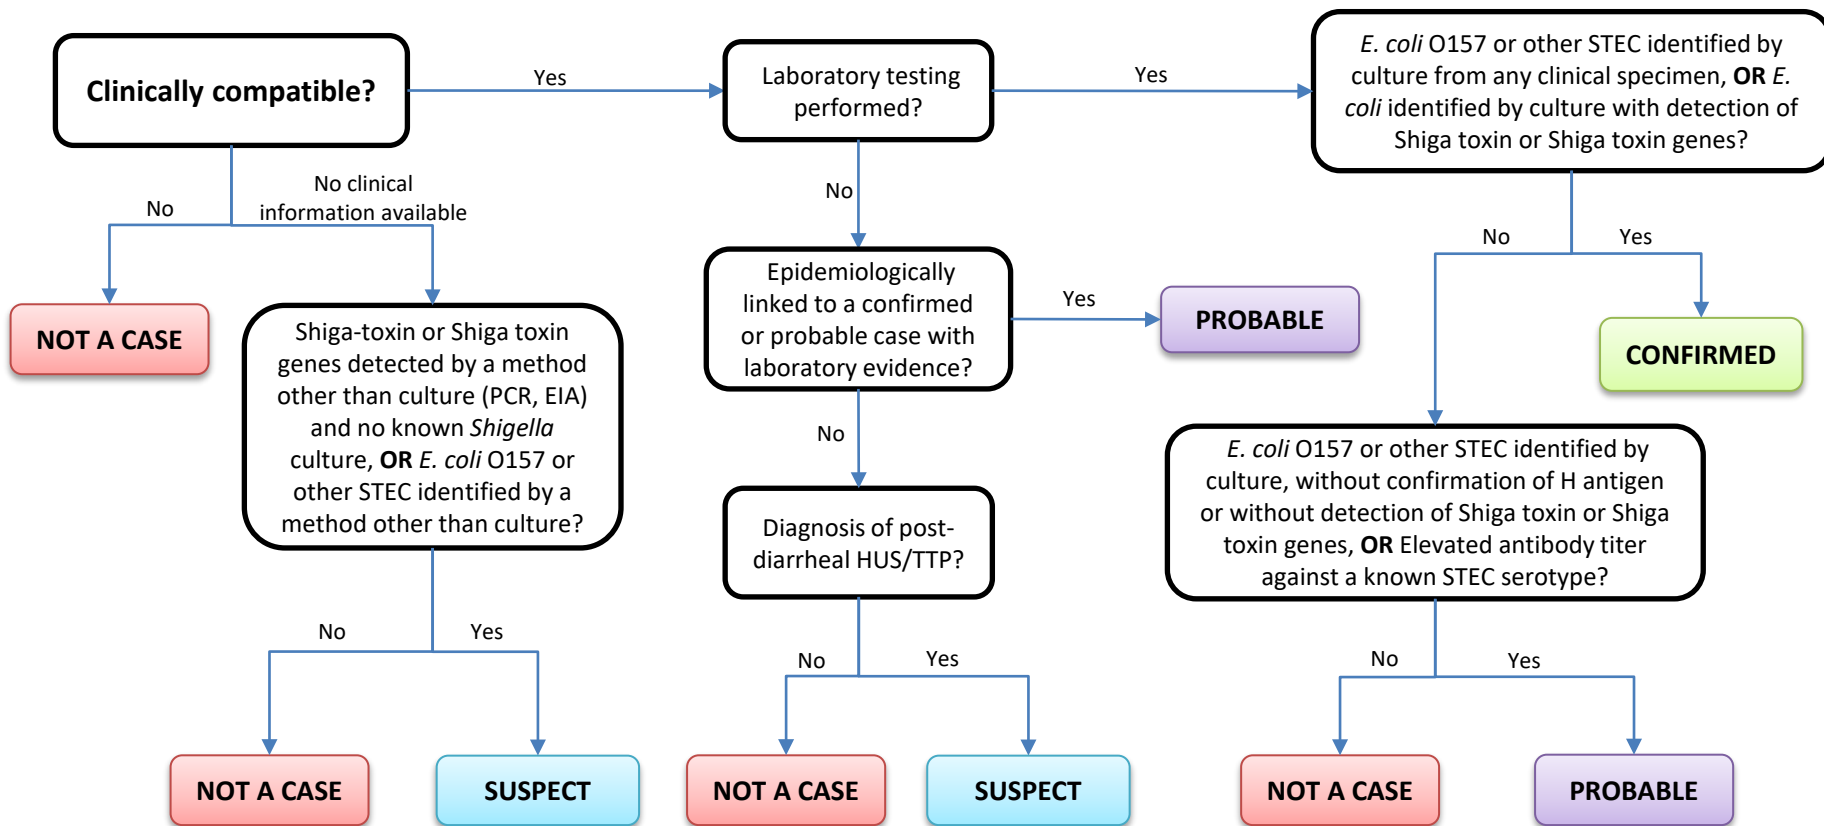 Clinically compatible?
Yes
Laboratory testing
performed?
Yes
E. coli O157 or other STEC identified by
culture from any clinical specimen, OR E.
coli identified by culture with detection of
Shiga toxin or Shiga toxin genes?
No
No clinical
information available
No
No
Yes
NOT A CASE
Shiga-toxin or Shiga toxin
genes detected by a method
other than culture (PCR, EIA)
and no known Shigella
culture, OR E. coli O157 or
other STEC identified by a
method other than culture?
Epidemiologically
linked to a confirmed
or probable case with
laboratory evidence?
Yes
PROBABLE
CONFIRMED
No
Diagnosis of post-
diarrheal HUS/TTP?
E. coli O157 or other STEC identified by
culture, without confirmation of H antigen
or without detection of Shiga toxin or Shiga
toxin genes, OR Elevated antibody titer
against a known STEC serotype?
No
Yes
No
Yes
No
Yes
NOT A CASE
SUSPECT
NOT A CASE
SUSPECT
NOT A CASE
PROBABLE